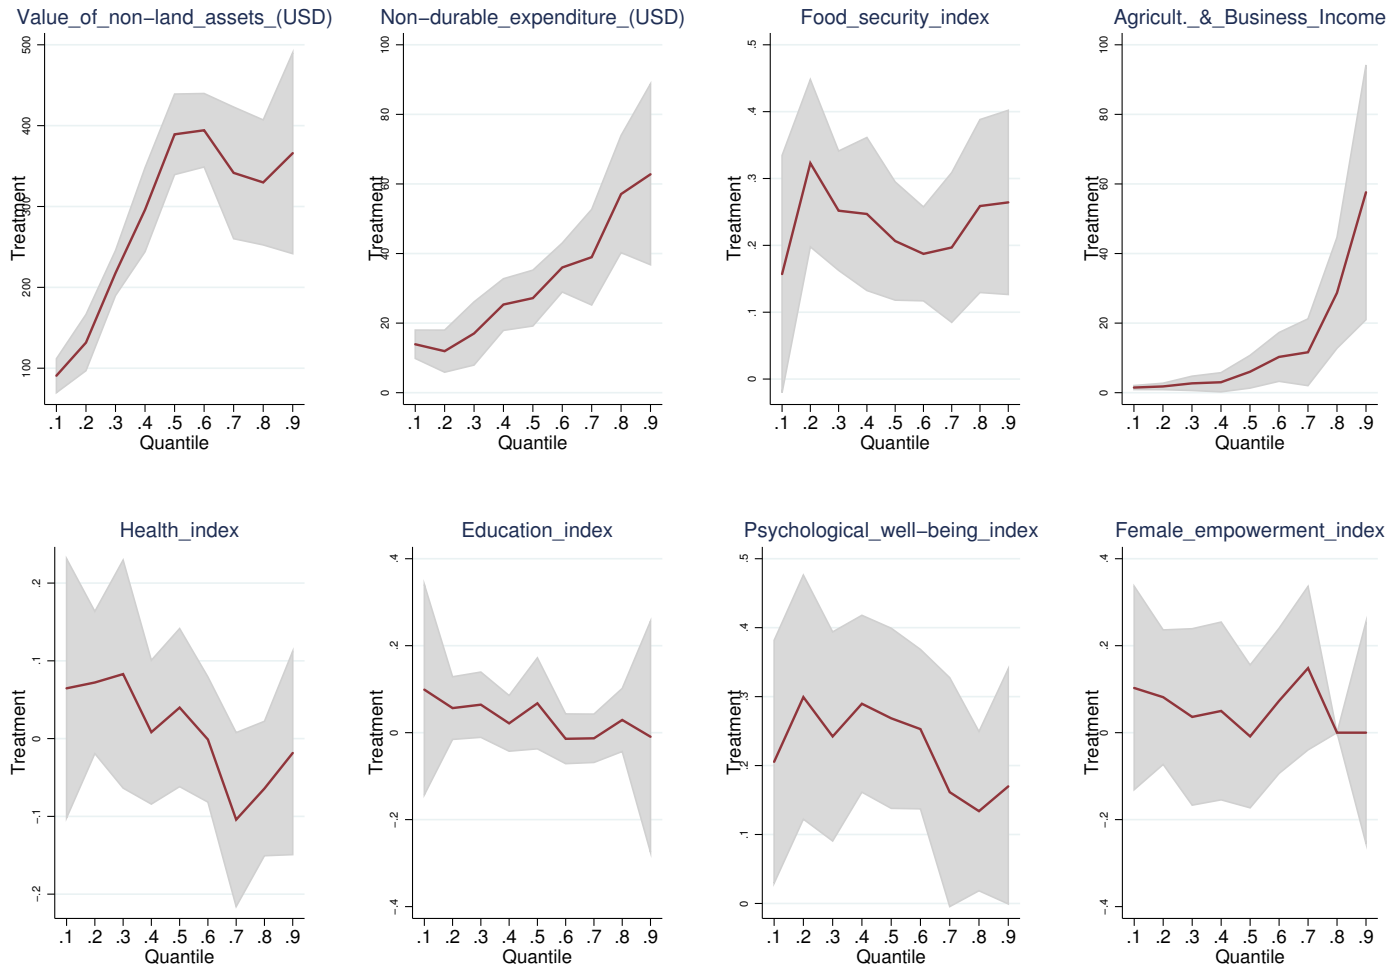 Value_of_non−land_assets_(USD)
Treatment
100
200
300
400
500
.1 .2 .3 .4 .5 .6 .7 .8 .9
Quantile
Non−durable_expenditure_(USD)
Treatment
0
20
40
60
80
100
.1 .2 .3 .4 .5 .6 .7 .8 .9
Quantile
Food_security_index
Treatment
0
.1
.2
.3
.4
.5
.1 .2 .3 .4 .5 .6 .7 .8 .9
Quantile
Agricult._&_Business_Income
Treatment
0
20
40
60
80
100
.1 .2 .3 .4 .5 .6 .7 .8 .9
Quantile
Health_index
Treatment
−.2
−.1
0
.1
.2
.1 .2 .3 .4 .5 .6 .7 .8 .9
Quantile
Education_index
Treatment
−.4
−.2
0
.2
.4
.1 .2 .3 .4 .5 .6 .7 .8 .9
Quantile
Psychological_well−being_index
Treatment
0
.1
.2
.3
.4
.5
.1 .2 .3 .4 .5 .6 .7 .8 .9
Quantile
Female_empowerment_index
Treatment
−.4
−.2
0
.2
.4
.1 .2 .3 .4 .5 .6 .7 .8 .9
Quantile